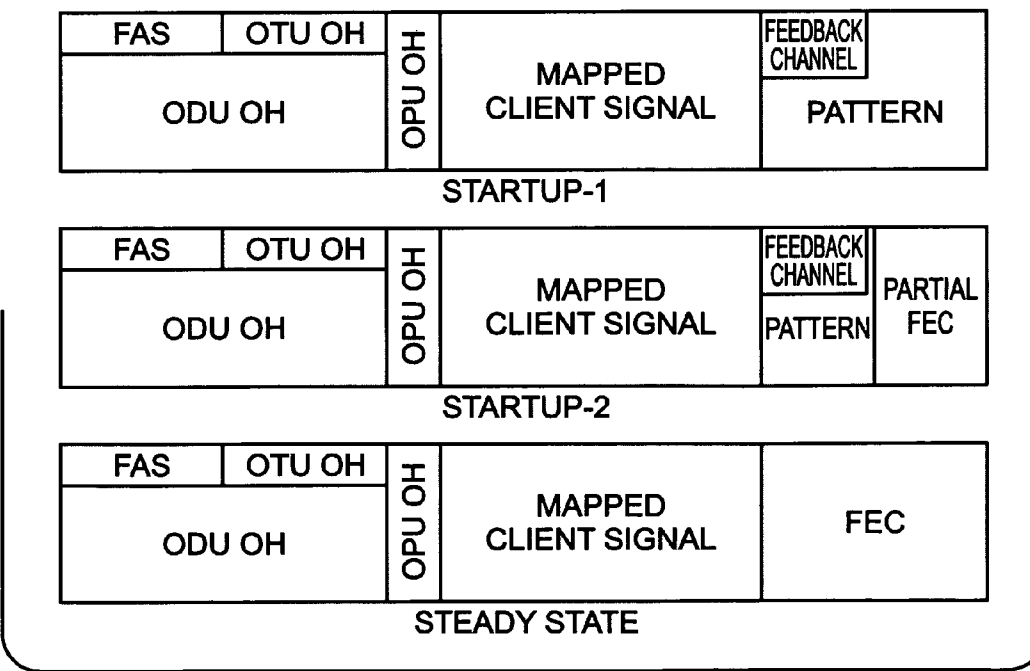 FAS
OTU OH
ODU OH
OPU OH
MAPPED
CLIENT SIGNAL
FEEDBACK
CHANNEL
PATTERN
STARTUP-1
FAS
OTU OH
ODU OH
OPU OH
MAPPED
CLIENT SIGNAL
FEEDBACK
CHANNEL
PATTERN
PARTIAL
FEC
STARTUP-2
FAS
OTU OH
ODU OH
OPU OH
MAPPED
CLIENT SIGNAL
FEC
STEADY STATE